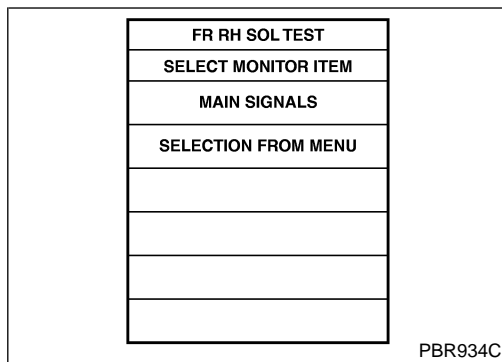 FR RH SOL TEST
SELECT MONITOR ITEM
MAIN SIGNALS
SELECTION FROM MENU
PBR934C